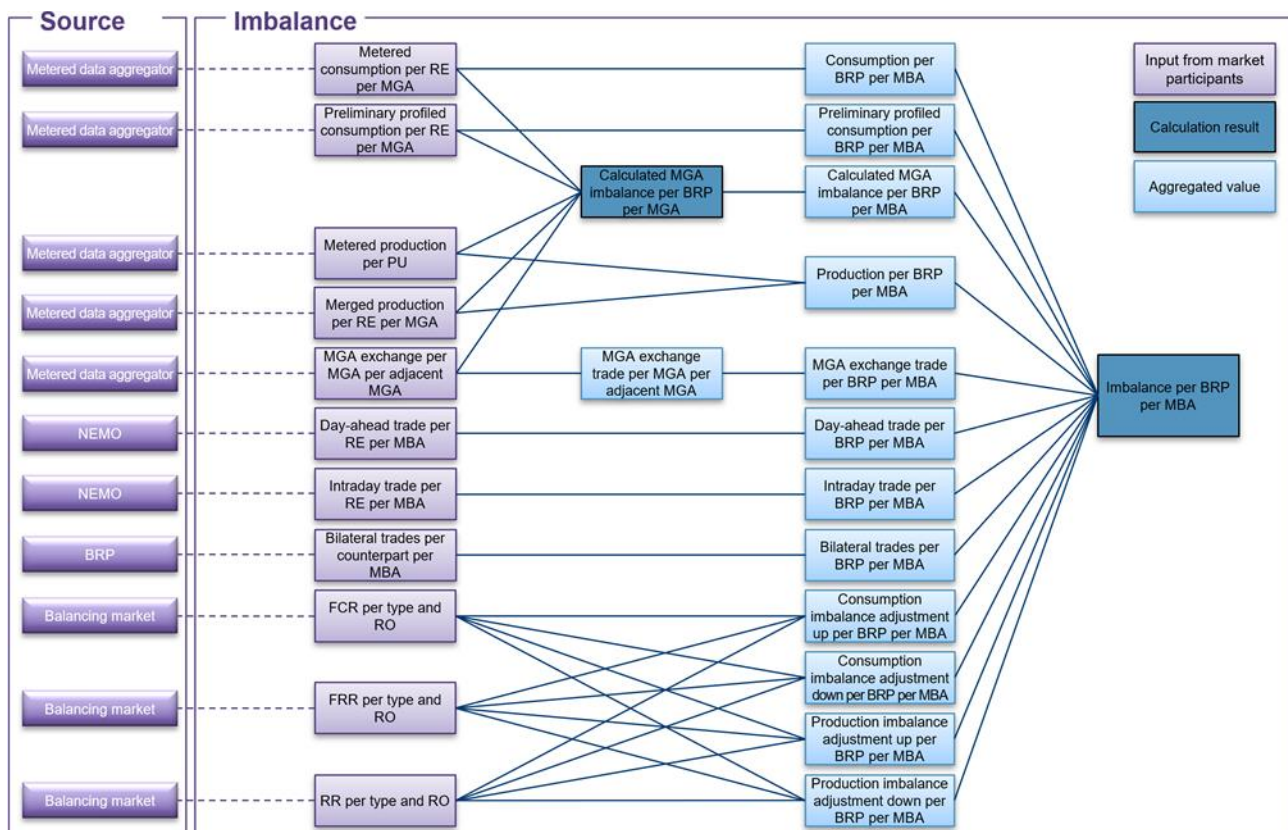 Source
Imbalance
Metered data aggregator
Metered
consumption per RE
per MGA
Consumption per
BRP per MBA
Input from market
participants
Metered data aggregator
Preliminary profiled
consumption per RE
per MGA
Preliminary profiled
consumption per
BRP per MBA
Calculation result
Calculated MGA
imbalance per BRP
per MGA
Calculated MGA
imbalance per BRP
per MBA
Aggregated value
Metered data aggregator
Metered production
per PU
Production per BRP
per MBA
Metered data aggregator
Merged production
per RE per MGA
Metered data aggregator
MGA exchange per
MGA per adjacent
MGA
MGA exchange
trade per MGA per
adjacent MGA
MGA exchange trade
per BRP per MBA
Imbalance per BRP
per MBA
NEMO
Day-ahead trade per
RE per MBA
Day-ahead trade per
BRP per MBA
NEMO
Intraday trade per
RE per MBA
Intraday trade per
BRP per MBA
BRP
Bilateral trades per
counterpart per
MBA
Bilateral trades per
BRP per MBA
Balancing market
FCR per type and
RO
Consumption
imbalance adjustment
up per BRP per MBA
Consumption
imbalance adjustment
down per BRP per MBA
Balancing market
FRR per type and
RO
Production imbalance
adjustment up per
BRP per MBA
Balancing market
RR per type and RO
Production imbalance
adjustment down per
BRP per MBA